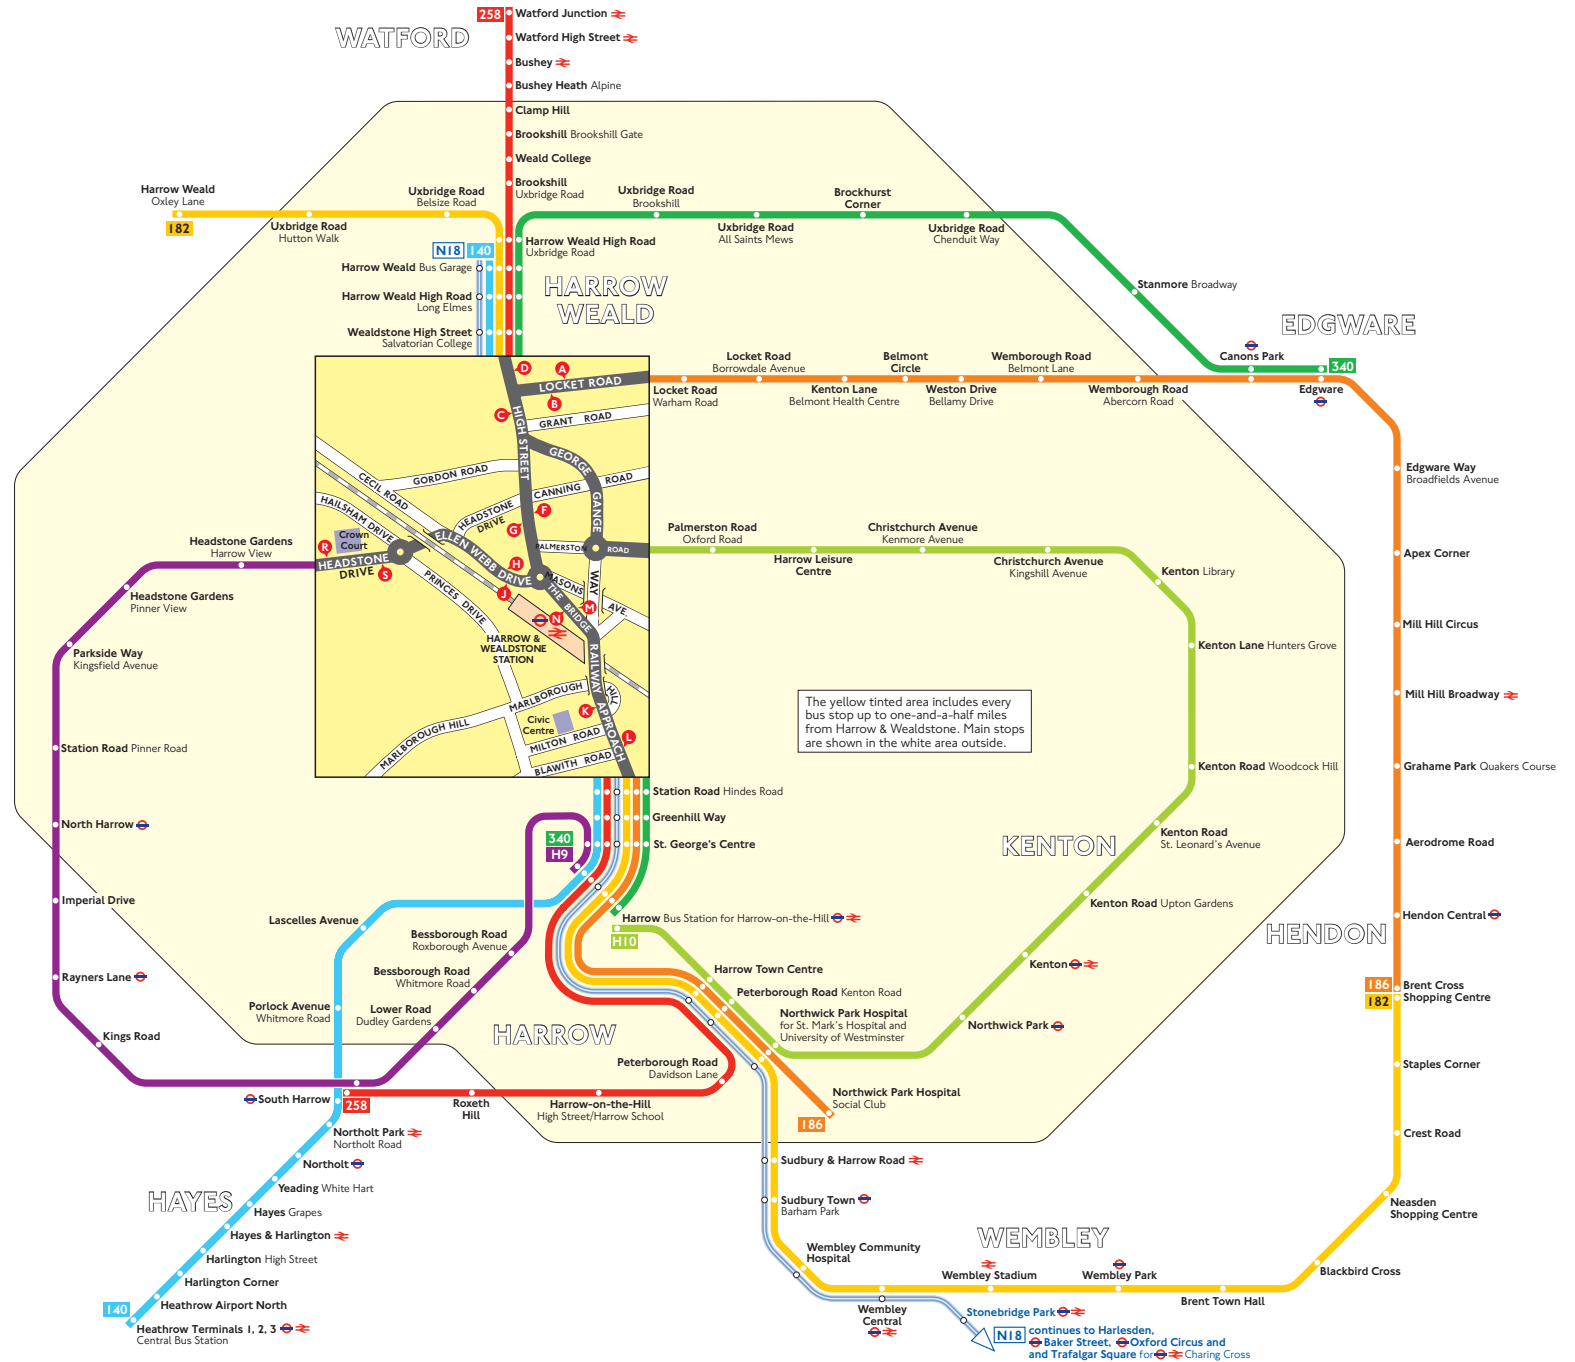 258
Watford Junction
Watford High Street
Bushey
Bushey Heath Alpine
Clamp Hill
Brookshill Brookshill Gate
Weald College
Brookshill
Uxbridge Road
WATFORD
Harrow Weald
Oxley Lane
182
Uxbridge Road
Hutton Walk
Uxbridge Road
Belsize Road
N18
140
Harrow Weald Bus Garage
Harrow Weald High Road
Long Elmes
Wealdstone High Street
Salvatorian College
Harrow Weald High Road
Uxbridge Road
HARROW
WEALD
Uxbridge Road
Brookshill
Uxbridge Road
All Saints Mews
Brockhurst
Corner
Uxbridge Road
Chenduit Way
Stanmore Broadway
EDGWARE
Canons Park
340
Edgware
Locket Road
Warham Road
Locket Road
Borrowdale Avenue
Kenton Lane
Belmont Health Centre
Belmont
Circle
Weston Drive
Bellamy Drive
Wemborough Road
Belmont Lane
Wemborough Road
Abercorn Road
Edgware Way
Broadfields Avenue
Apex Corner
Mill Hill Circus
Mill Hill Broadway
Grahame Park Quakers Course
Aerodrome Road
Hendon Central
HENDON
186
182
Brent Cross
Shopping Centre
Staples Corner
Crest Road
Neasden
Shopping Centre
Blackbird Cross
Brent Town Hall
Wembley Park
Wembley Stadium
WEMBLEY
Wembley Community
Hospital
Wembley
Central
Stonebridge Park
N18
continues to Harlesden,
Baker Street, Oxford Circus and
and Trafalgar Square for Charing Cross
Sudbury Town
Barham Park
Sudbury & Harrow Road
D
A
LOCKET ROAD
B
C
HIGH STREET
GRANT ROAD
GEORGE
GANGE
WAY
GORDON ROAD
CECIL ROAD
HAILSHAM DRIVE
HEADSTONE
DRIVE
CANNING ROAD
F
G
Crown
Court
R
HEADSTONE
DRIVE
S
ELLEN WEBB DRIVE
PALMERSTON ROAD
H
J
MASONS AVE.
THE BRIDGE
M
N
PRINCES DRIVE
HARROW &
WEALDSTONE
STATION
RAILWAY APPROACH
MARLBOROUGH HILL
MARLBOROUGH HILL
K
Civic
Centre
MILTON ROAD
BLAWITH ROAD
L
Palmerston Road
Oxford Road
Harrow Leisure
Centre
Christchurch Avenue
Kenmore Avenue
Christchurch Avenue
Kingshill Avenue
Kenton Library
Kenton Lane Hunters Grove
Kenton Road Woodcock Hill
Kenton Road
St. Leonard's Avenue
KENTON
Kenton Road Upton Gardens
Kenton
Northwick Park
The yellow tinted area includes every
bus stop up to one-and-a-half miles
from Harrow & Wealdstone. Main stops
are shown in the white area outside.
Headstone Gardens
Harrow View
Headstone Gardens
Pinner View
Parkside Way
Kingsfield Avenue
Station Road Pinner Road
North Harrow
Imperial Drive
Rayners Lane
Kings Road
Station Road Hindes Road
Greenhill Way
St. George's Centre
340
H9
Harrow Bus Station for Harrow-on-the-Hill
H10
Harrow Town Centre
Peterborough Road Kenton Road
Northwick Park Hospital
for St. Mark's Hospital and
University of Westminster
Northwick Park Hospital
Social Club
186
Lascelles Avenue
Bessborough Road
Roxborough Avenue
Bessborough Road
Whitmore Road
Lower Road
Dudley Gardens
Porlock Avenue
Whitmore Road
HARROW
Peterborough Road
Davidson Lane
Harrow-on-the-Hill
High Street/Harrow School
Roxeth
Hill
258
South Harrow
Northolt Park
Northolt Road
Northolt
Yeading White Hart
HAYES
Hayes Grapes
Hayes & Harlington
Harlington High Street
Harlington Corner
Heathrow Airport North
140
Heathrow Terminals 1, 2, 3
Central Bus Station